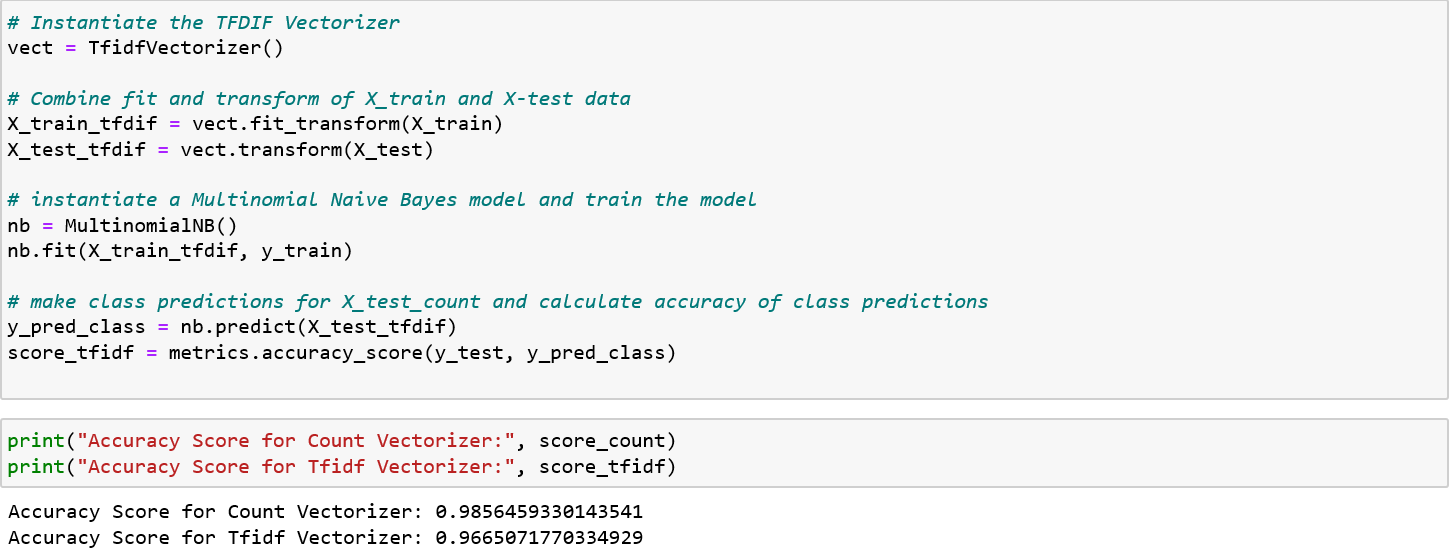 # Instantiate the TFDIF Vectorizer
vect = TfidfVectorizer()
# Combine fit and transform of X_train and X-test data
X_train_tfdif = vect.fit_transform(X_train)
X_test_tfdif = vect.transform(X_test)
# instantiate a Multinomial Naive Bayes model and train the model
nb = MultinomialNB()
nb.fit(X_train_tfdif, y_train)
# make class predictions for X_test_count and calculate accuracy of class predictions
y_pred_class = nb.predict(X_test_tfdif)
score_tfidf = metrics.accuracy_score(y_test, y_pred_class)
print("Accuracy Score for Count Vectorizer:", score_count)
print("Accuracy Score for Tfidf Vectorizer:", score_tfidf)
Accuracy Score for Count Vectorizer: 0.9856459330143541
Accuracy Score for Tfidf Vectorizer: 0.9665071770334929